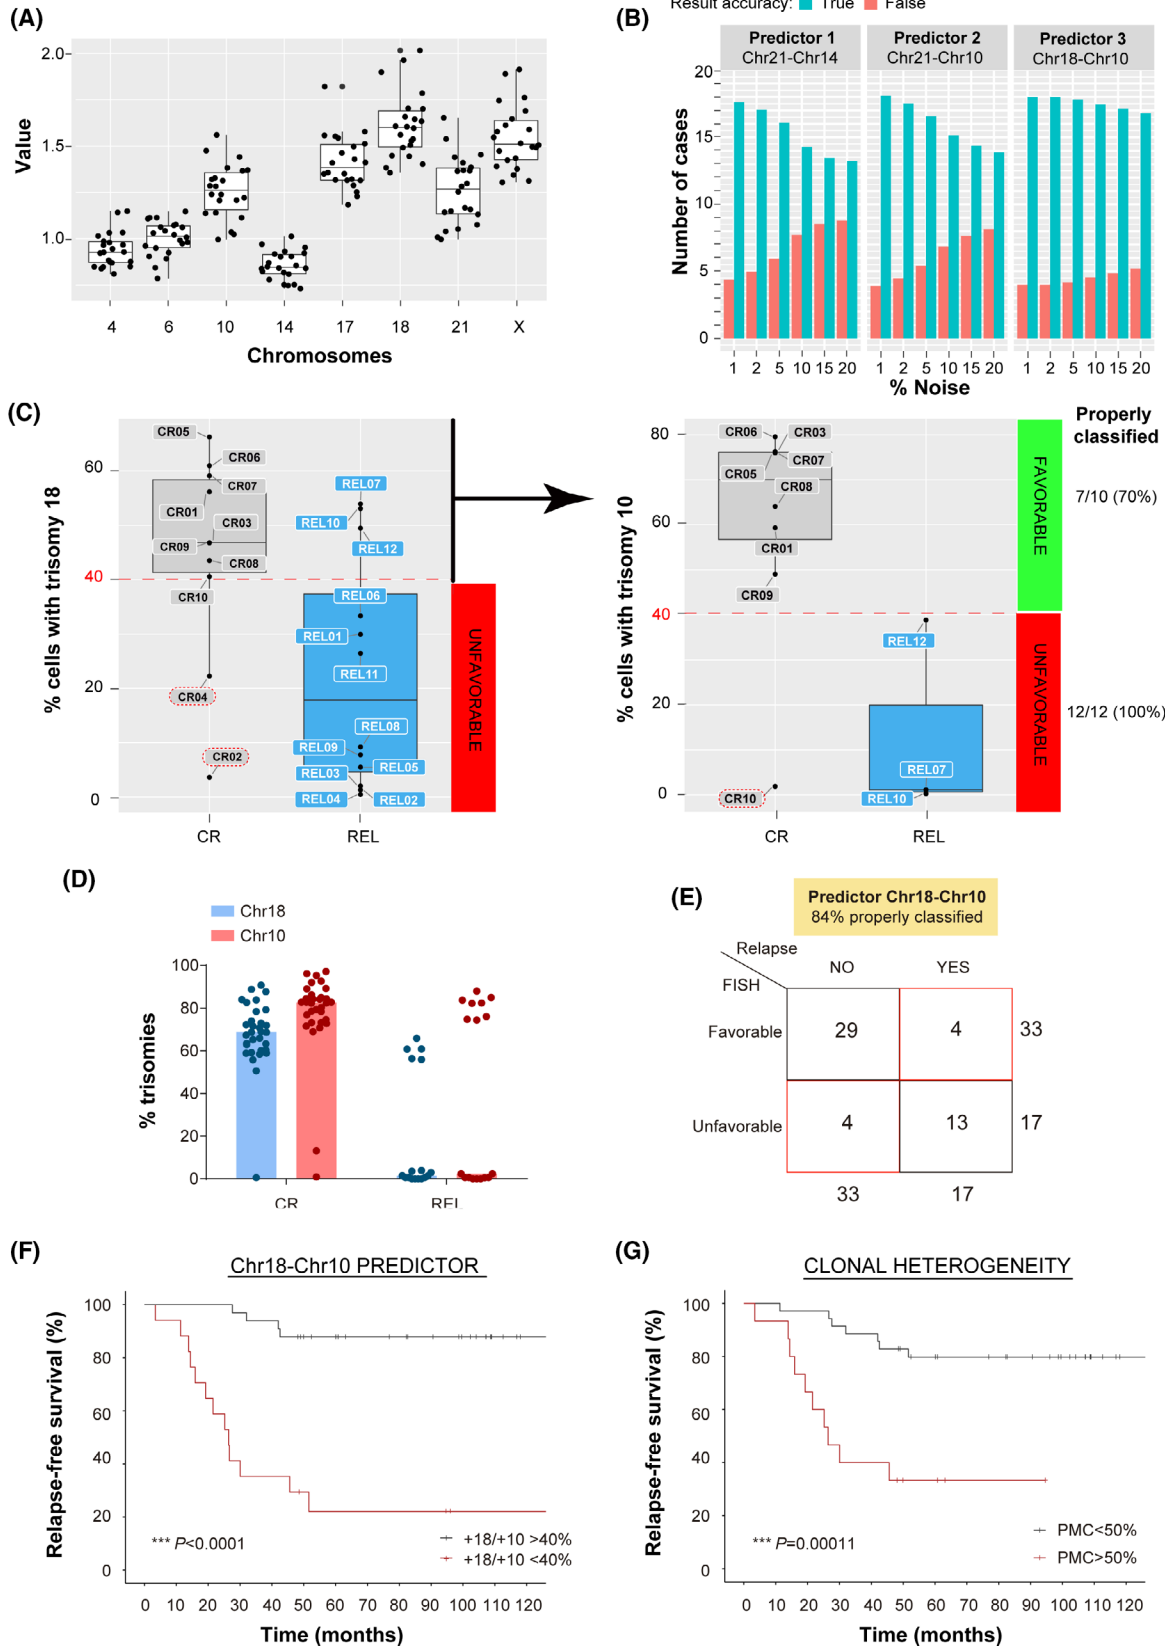 (A)
2.0
1.5
1.0
Value
4 6 10 14 17 18 21 X
Chromosomes
(B)
Result accuracy: True False
Predictor 1
Chr21-Chr14
Predictor 2
Chr21-Chr10
Predictor 3
Chr18-Chr10
20
15
10
5
0
Number of cases
1 2 5 10 15 20 1 2 5 10 15 20 1 2 5 10 15 20
% Noise
(C)
% cells with trisomy 18
60
40
20
0
CR05
CR06
CR07
CR01
CR03
CR09
CR08
CR10
CR04
CR02
REL07
REL10
REL12
REL06
REL01
REL11
REL08
REL09
REL05
REL03
REL04
REL02
UNFAVORABLE
CR REL
% cells with trisomy 10
80
60
40
20
0
CR06
CR03
CR07
CR05
CR08
CR01
CR09
CR10
REL12
REL07
REL10
FAVORABLE
UNFAVORABLE
CR REL
Properly
classified
7/10 (70%)
12/12 (100%)
(D)
Chr18
Chr10
100
80
60
40
20
0
% trisomies
CR REL
(E)
Predictor Chr18-Chr10
84% properly classified
Relapse
FISH
NO YES
Favorable 29 4 33
Unfavorable 4 13 17
33 17
(F)
Chr18-Chr10 PREDICTOR
100
80
60
40
20
0
Relapse-free survival (%)
*** P<0.0001
+18/+10 >40%
+18/+10 <40%
0 10 20 30 40 50 60 70 80 90 100 110 120
Time (months)
(G)
CLONAL HETEROGENEITY
100
80
60
40
20
0
Relapse-free survival (%)
*** P=0.00011
PMC<50%
PMC>50%
0 10 20 30 40 50 60 70 80 90 100 110 120
Time (months)